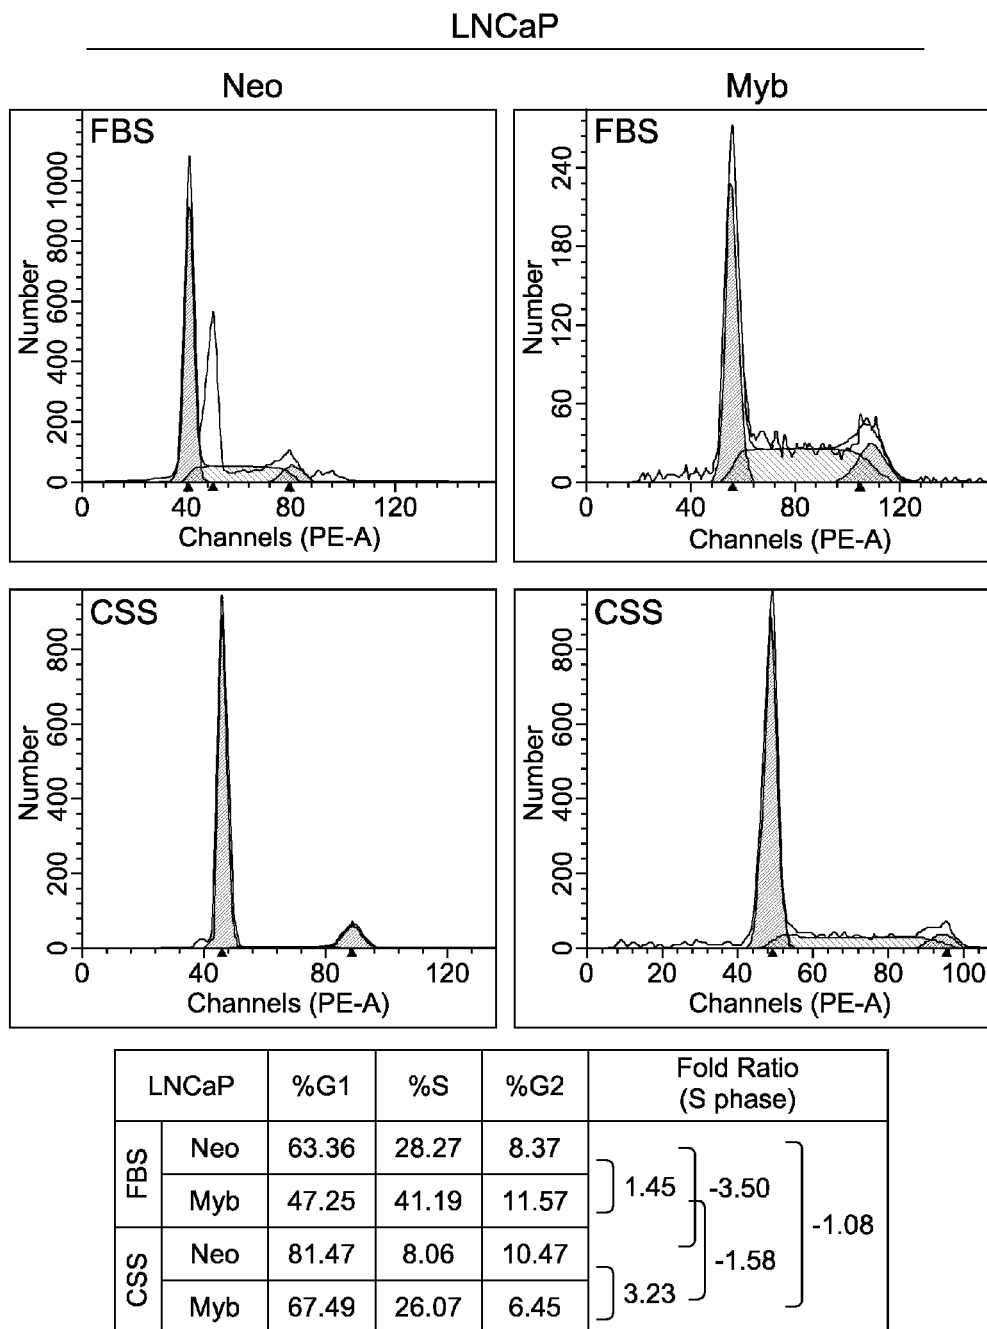 LNCaP
Neo
Myb
FBS
Number
0
200
400
600
800
1000
0 40 80 120
Channels (PE-A)
FBS
Number
0
60
120
180
240
0 40 80 120
Channels (PE-A)
CSS
Number
0
200
400
600
800
0 40 80 120
Channels (PE-A)
CSS
Number
0
200
400
600
800
0 20 40 60 80 100
Channels (PE-A)
LNCaP %G1 %S %G2 Fold Ratio
(S phase)
FBS
Neo 63.36 28.27 8.37
Myb 47.25 41.19 11.57
CSS
Neo 81.47 8.06 10.47
Myb 67.49 26.07 6.45
1.45
-3.50
-1.08
-1.58
3.23